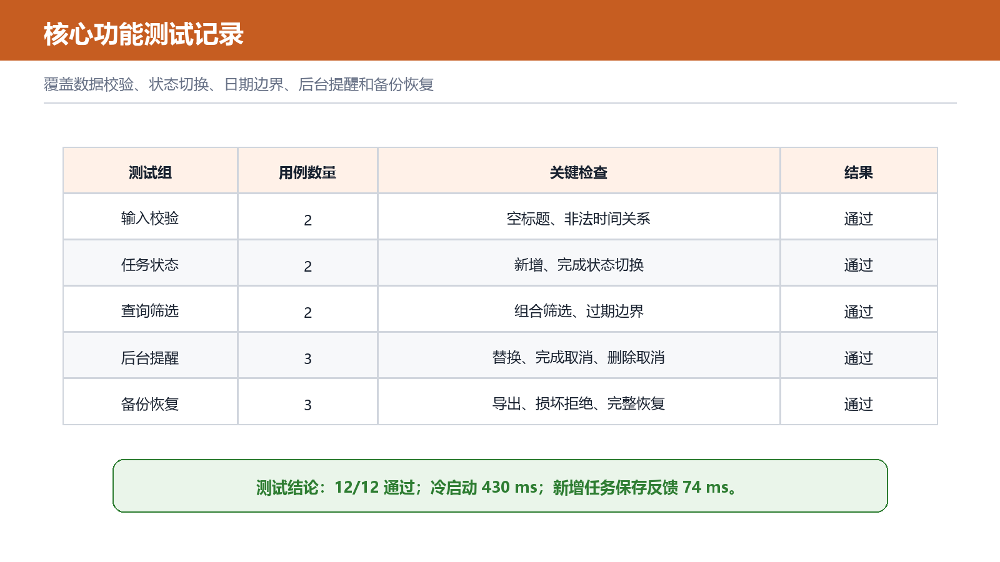 核心功能测试记录
覆盖数据校验、状态切换、日期边界、后台提醒和备份恢复
测试组 用例数量 关键检查 结果
输入校验 2 空标题、非法时间关系 通过
任务状态 2 新增、完成状态切换 通过
查询筛选 2 组合筛选、过期边界 通过
后台提醒 3 替换、完成取消、删除取消 通过
备份恢复 3 导出、损坏拒绝、完整恢复 通过
测试结论：12/12 通过；冷启动 430 ms；新增任务保存反馈 74 ms。